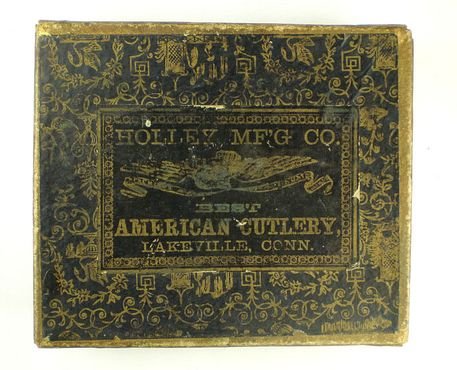 HOLLEY MF'G CO.
BEST
AMERICAN CUTLERY,
LAKEVILLE, CONN.